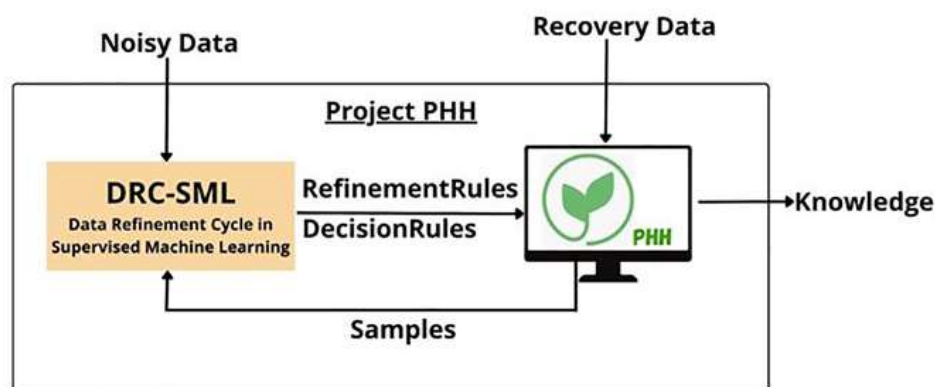 Noisy Data
Recovery Data
Project PHH
DRC-SML
Data Refinement Cycle in
Supervised Machine Learning
RefinementRules
DecisionRules
PHH
Knowledge
Samples